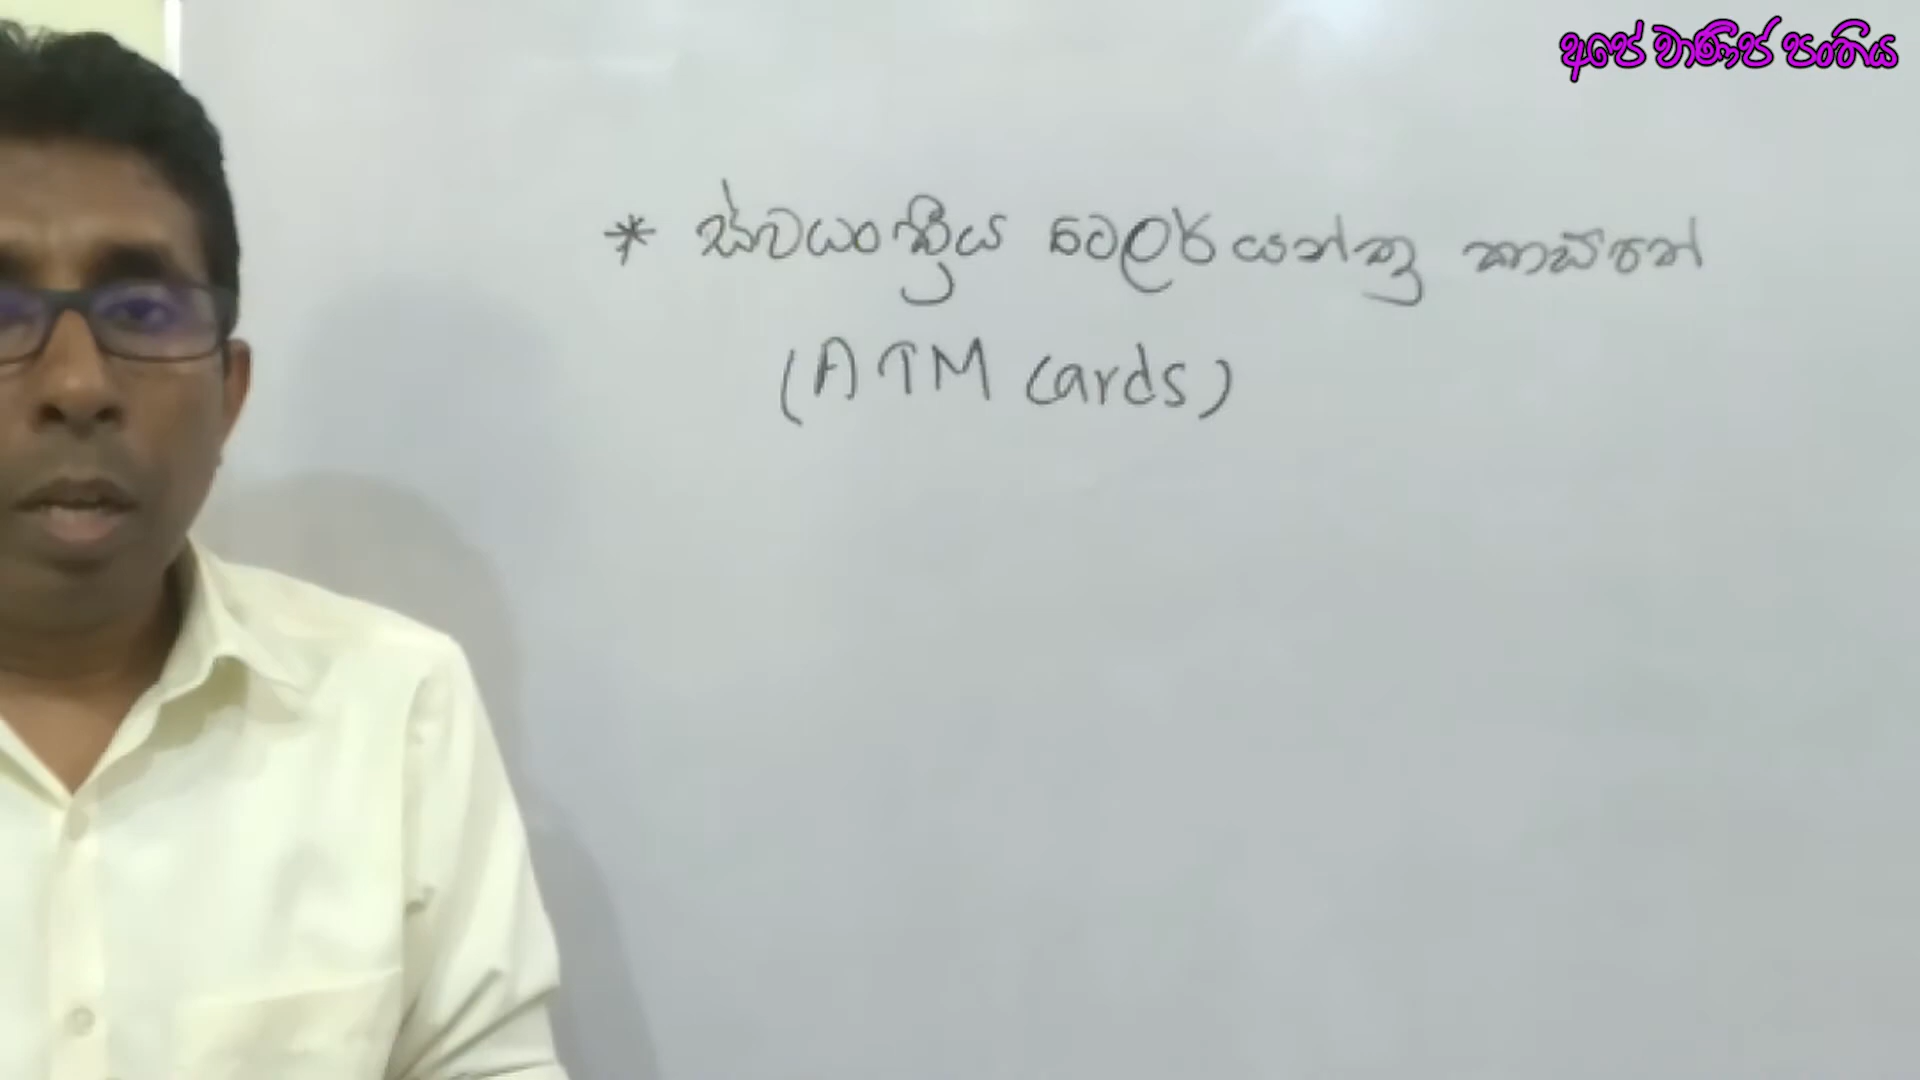 අපේ වාණිජ පංතිය
* ස්වයංක්‍රීය ටෙලර් යන්ත්‍ර කාඩ්පත්
(ATM Cards)